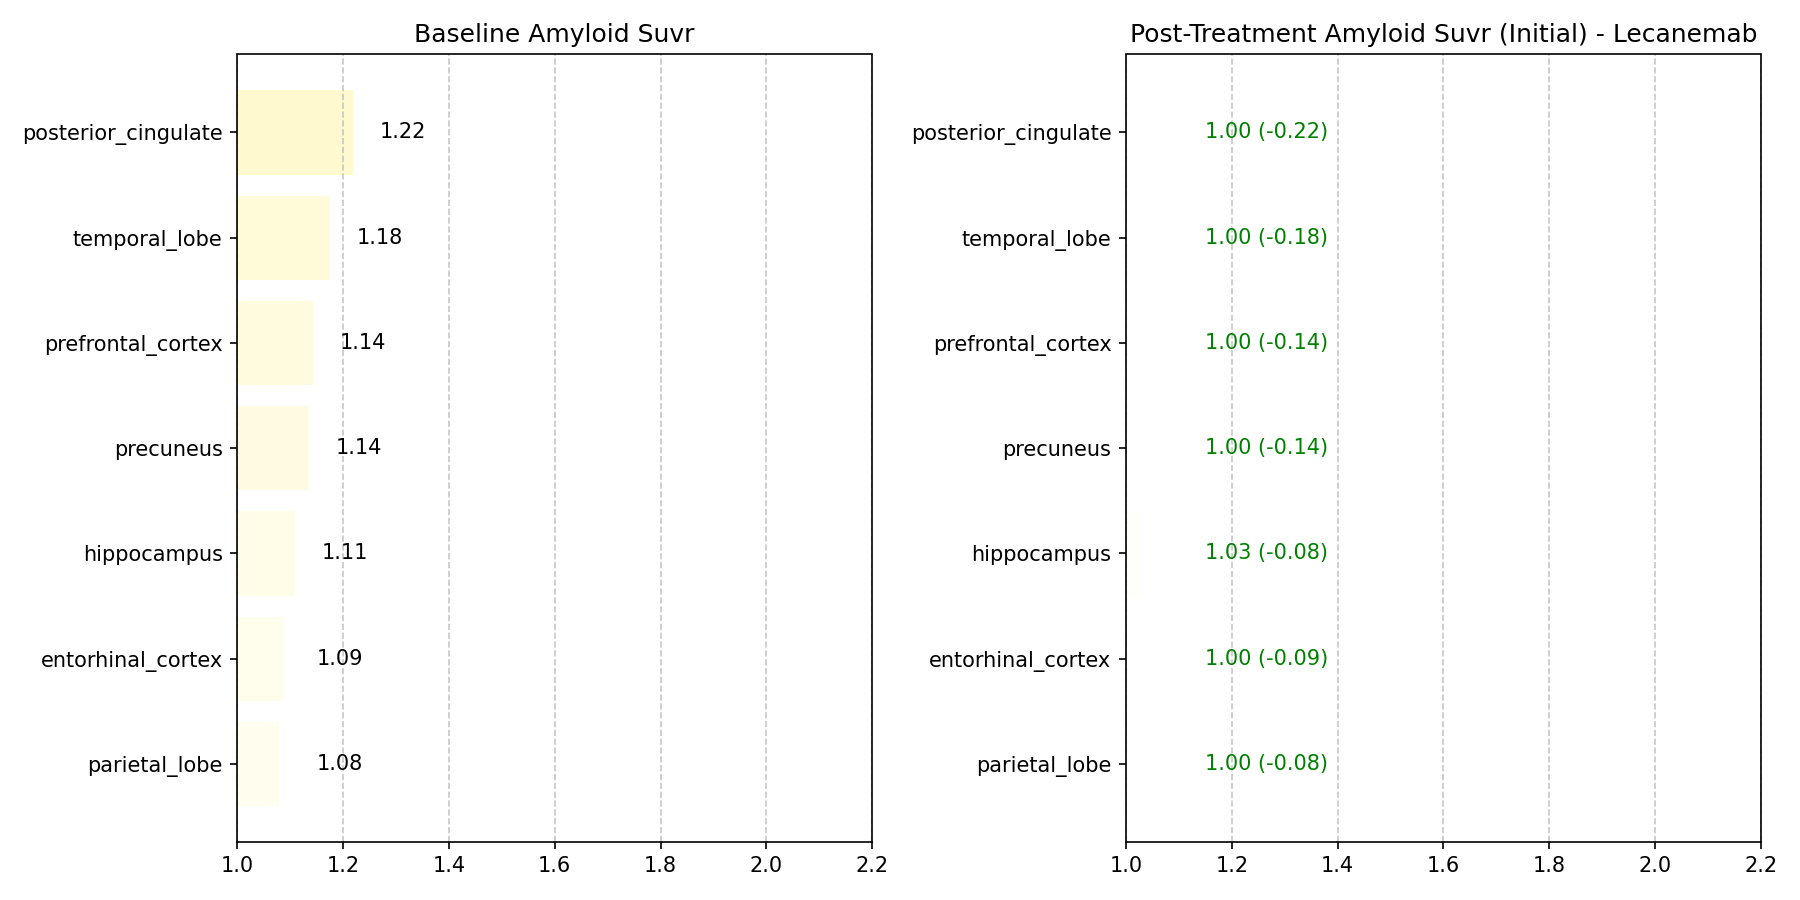 Baseline Amyloid Suvr
posterior_cingulate 1.22
temporal_lobe 1.18
prefrontal_cortex 1.14
precuneus 1.14
hippocampus 1.11
entorhinal_cortex 1.09
parietal_lobe 1.08
1.0 1.2 1.4 1.6 1.8 2.0 2.2
Post-Treatment Amyloid Suvr (Initial) - Lecanemab
posterior_cingulate 1.00 (-0.22)
temporal_lobe 1.00 (-0.18)
prefrontal_cortex 1.00 (-0.14)
precuneus 1.00 (-0.14)
hippocampus 1.03 (-0.08)
entorhinal_cortex 1.00 (-0.09)
parietal_lobe 1.00 (-0.08)
1.0 1.2 1.4 1.6 1.8 2.0 2.2